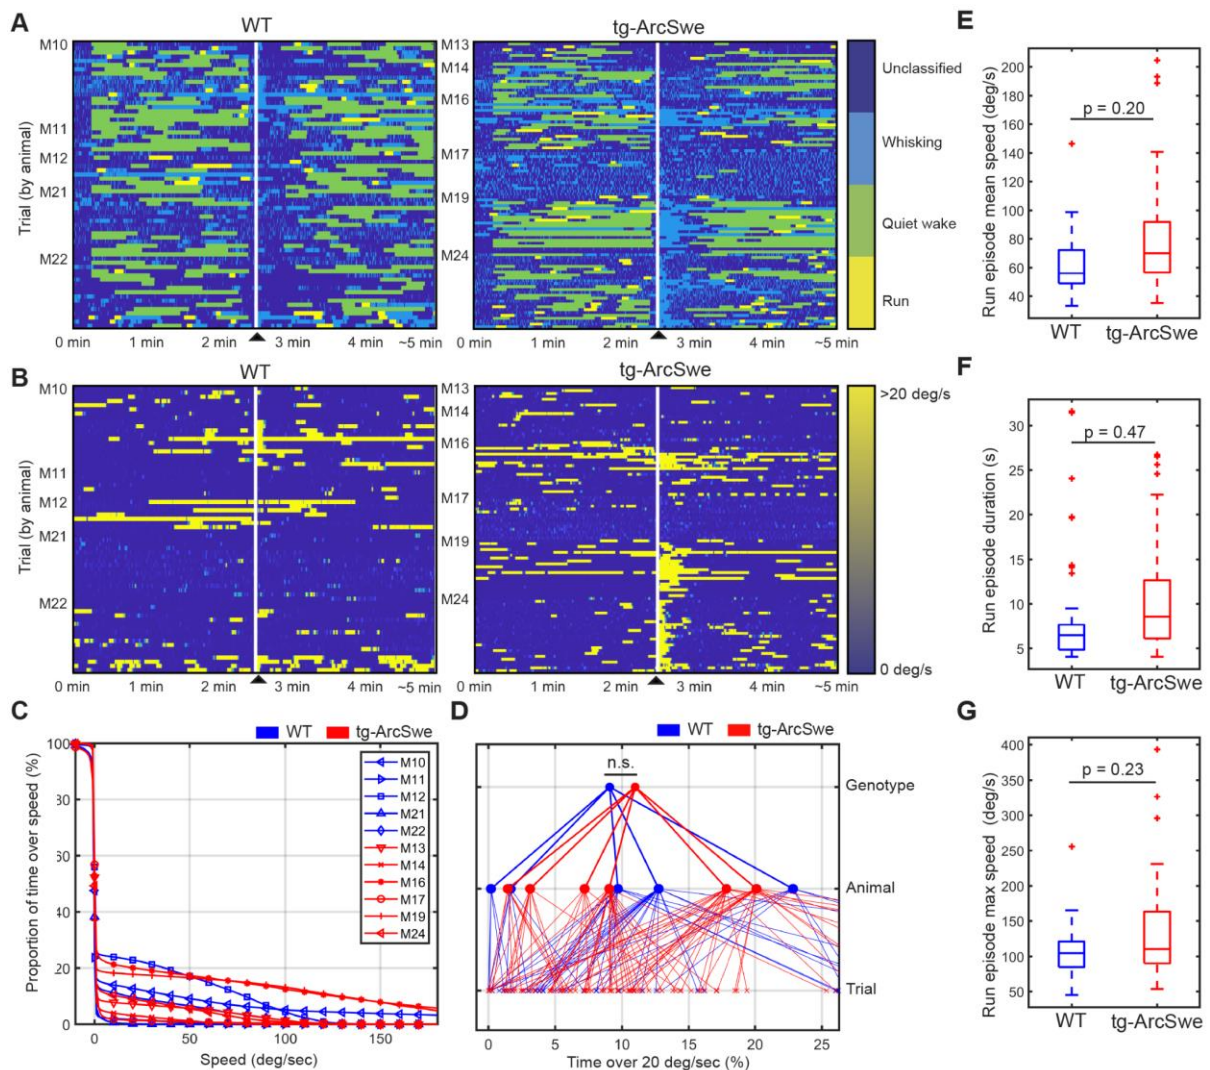 A
WT
tg-ArcSwe
M10
M11
M12
M21
M22
Trial (by animal)
0 min
1 min
2 min
3 min
~5 min
M13
M14
M16
M17
M19
M24
0 min
1 min
2 min
3 min
~5 min
Unclassified
Whisking
Quiet wake
Run
B
WT
tg-ArcSwe
M10
M11
M12
M21
M22
Trial (by animal)
0 min
1 min
2 min
3 min
~5 min
M13
M14
M16
M17
M19
M24
0 min
1 min
2 min
3 min
~5 min
>20 deg/s
0 deg/s
C
WT
tg-ArcSwe
Proportion of time over speed (%)
100
80
60
40
20
0
0
50
100
150
Speed (deg/sec)
M10
M11
M12
M21
M22
M13
M14
M16
M17
M19
M24
D
WT
tg-ArcSwe
n.s.
Genotype
Animal
Trial
0
5
10
15
20
25
Time over 20 deg/sec (%)
E
Run episode mean speed (deg/s)
200
180
160
140
120
100
80
60
40
p = 0.20
WT
tg-ArcSwe
F
Run episode duration (s)
30
25
20
15
10
5
p = 0.47
WT
tg-ArcSwe
G
Run episode max speed (deg/s)
400
350
300
250
200
150
100
50
p = 0.23
WT
tg-ArcSwe